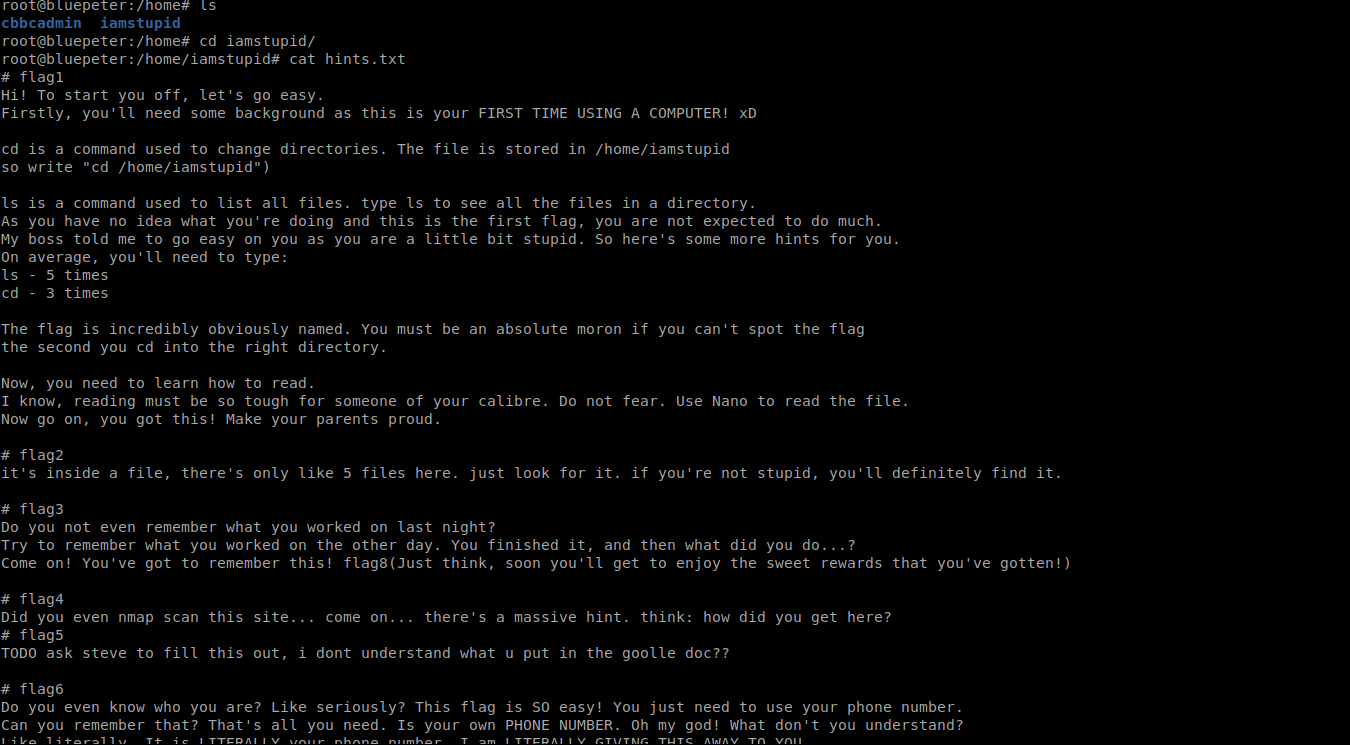 root@bluepeter:/home# ls
cbbcadmin  iamstupid
root@bluepeter:/home# cd iamstupid/
root@bluepeter:/home/iamstupid# cat hints.txt
# flag1
Hi! To start you off, let's go easy.
Firstly, you'll need some background as this is your FIRST TIME USING A COMPUTER! xD
cd is a command used to change directories. The file is stored in /home/iamstupid
so write "cd /home/iamstupid")
ls is a command used to list all files. type ls to see all the files in a directory.
As you have no idea what you're doing and this is the first flag, you are not expected to do much.
My boss told me to go easy on you as you are a little bit stupid. So here's some more hints for you.
On average, you'll need to type:
ls - 5 times
cd - 3 times
The flag is incredibly obviously named. You must be an absolute moron if you can't spot the flag
the second you cd into the right directory.
Now, you need to learn how to read.
I know, reading must be so tough for someone of your calibre. Do not fear. Use Nano to read the file.
Now go on, you got this! Make your parents proud.
# flag2
it's inside a file, there's only like 5 files here. just look for it. if you're not stupid, you'll definitely find it.
# flag3
Do you not even remember what you worked on last night?
Try to remember what you worked on the other day. You finished it, and then what did you do...?
Come on! You've got to remember this! flag8(Just think, soon you'll get to enjoy the sweet rewards that you've gotten!)
# flag4
Did you even nmap scan this site... come on... there's a massive hint. think: how did you get here?
# flag5
TODO ask steve to fill this out, i dont understand what u put in the goolle doc??
# flag6
Do you even know who you are? Like seriously? This flag is SO easy! You just need to use your phone number.
Can you remember that? That's all you need. Is your own PHONE NUMBER. Oh my god! What don't you understand?
Like literally. It is LITERALLY your phone number. I am LITERALLY GIVING THIS AWAY TO YOU